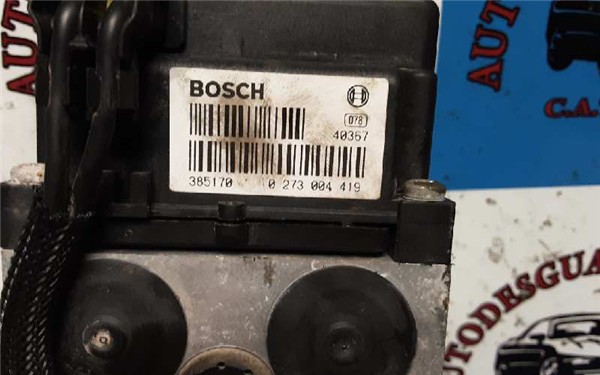 BOSCH
078
40367
385170 0 273 004 419
AUT
C.A.
AUT
AUTODESGUA